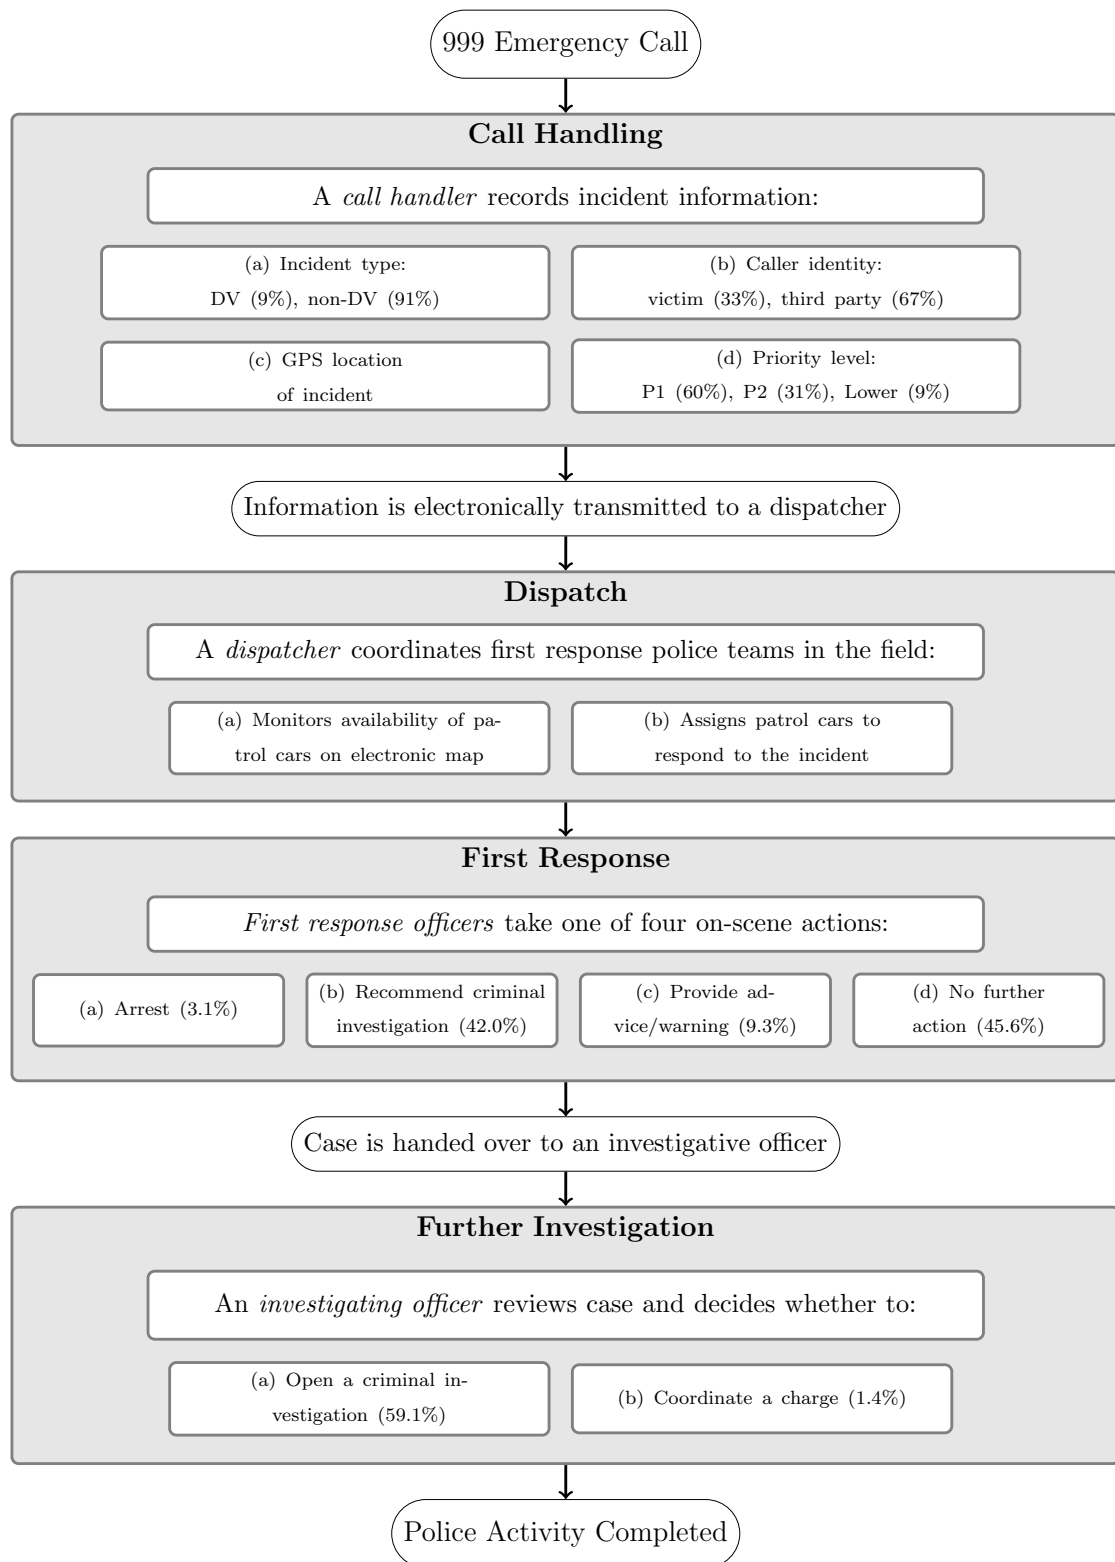 999 Emergency Call
Call Handling
A call handler records incident information:
(a) Incident type:
DV (9%), non-DV (91%)
(b) Caller identity:
victim (33%), third party (67%)
(c) GPS location
of incident
(d) Priority level:
P1 (60%), P2 (31%), Lower (9%)
Information is electronically transmitted to a dispatcher
Dispatch
A dispatcher coordinates first response police teams in the field:
(a) Monitors availability of pa-
trol cars on electronic map
(b) Assigns patrol cars to
respond to the incident
First Response
First response officers take one of four on-scene actions:
(a) Arrest (3.1%)
(b) Recommend criminal
investigation (42.0%)
(c) Provide ad-
vice/warning (9.3%)
(d) No further
action (45.6%)
Case is handed over to an investigative officer
Further Investigation
An investigating officer reviews case and decides whether to:
(a) Open a criminal in-
vestigation (59.1%)
(b) Coordinate a charge (1.4%)
Police Activity Completed